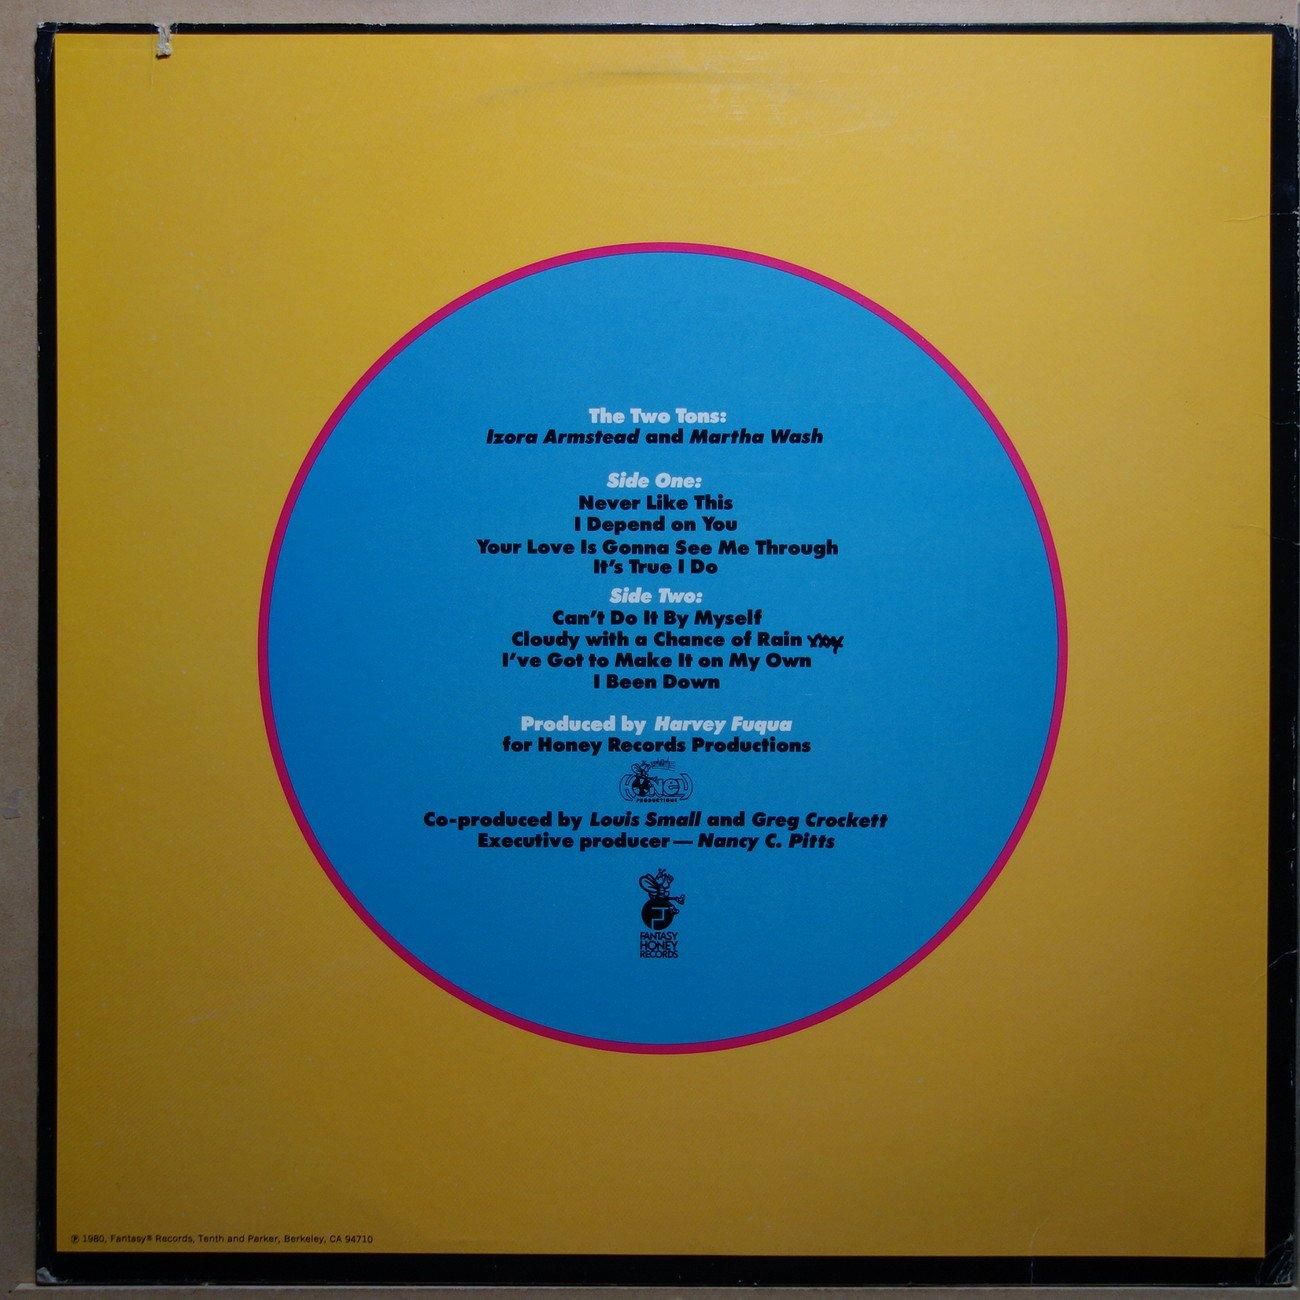 The Two Tons:
Izora Armstead and Martha Wash
Side One:
Never Like This
I Depend on You
Your Love Is Gonna See Me Through
It's True I Do
Side Two:
Can't Do It By Myself
Cloudy with a Chance of Rain
I've Got to Make It on My Own
I Been Down
Produced by Harvey Fuqua
for Honey Records Productions
HONEY
PRODUCTIONS
Co-produced by Louis Small and Greg Crockett
Executive producer — Nancy C. Pitts
FANTASY
HONEY
RECORDS
℗ 1980, Fantasy® Records, Tenth and Parker, Berkeley, CA 94710